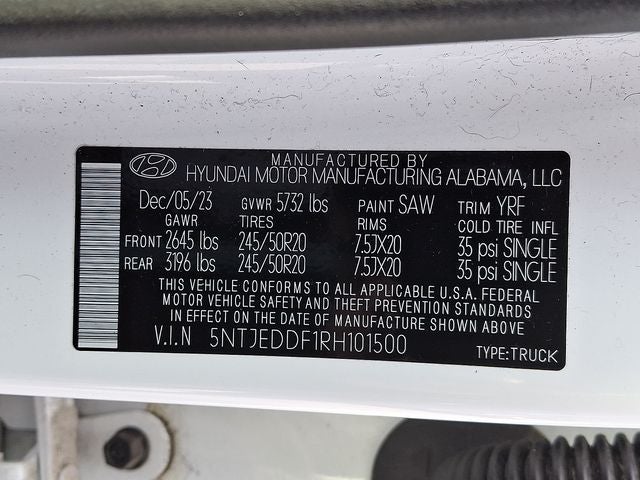 MANUFACTURED BY
HYUNDAI MOTOR MANUFACTURING ALABAMA, LLC
Dec/05/23 GVWR 5732 lbs PAINT SAW TRIM YRF
GAWR TIRES RIMS COLD TIRE INFL
FRONT 2645 lbs 245/50R20 7.5JX20 35 psi SINGLE
REAR 3196 lbs 245/50R20 7.5JX20 35 psi SINGLE
THIS VEHICLE CONFORMS TO ALL APPLICABLE U.S.A. FEDERAL
MOTOR VEHICLE SAFETY AND THEFT PREVENTION STANDARDS
IN EFFECT ON THE DATE OF MANUFACTURE SHOWN ABOVE
V.I.N 5NTJEDDF1RH101500 TYPE:TRUCK